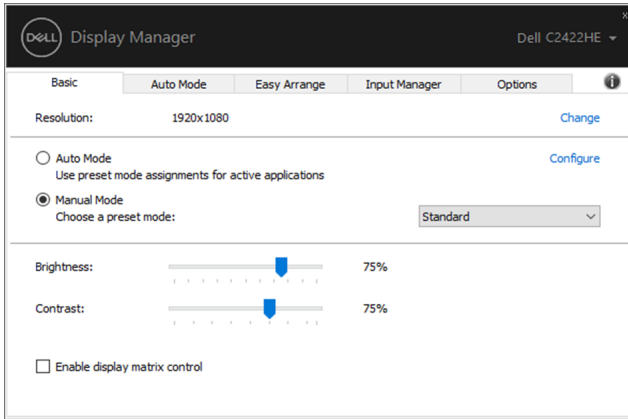 DELL Display Manager Dell C2422HE
Basic Auto Mode Easy Arrange Input Manager Options
Resolution: 1920x1080 Change
Auto Mode Configure
Use preset mode assignments for active applications
Manual Mode
Choose a preset mode: Standard
Brightness: 75%
Contrast: 75%
Enable display matrix control